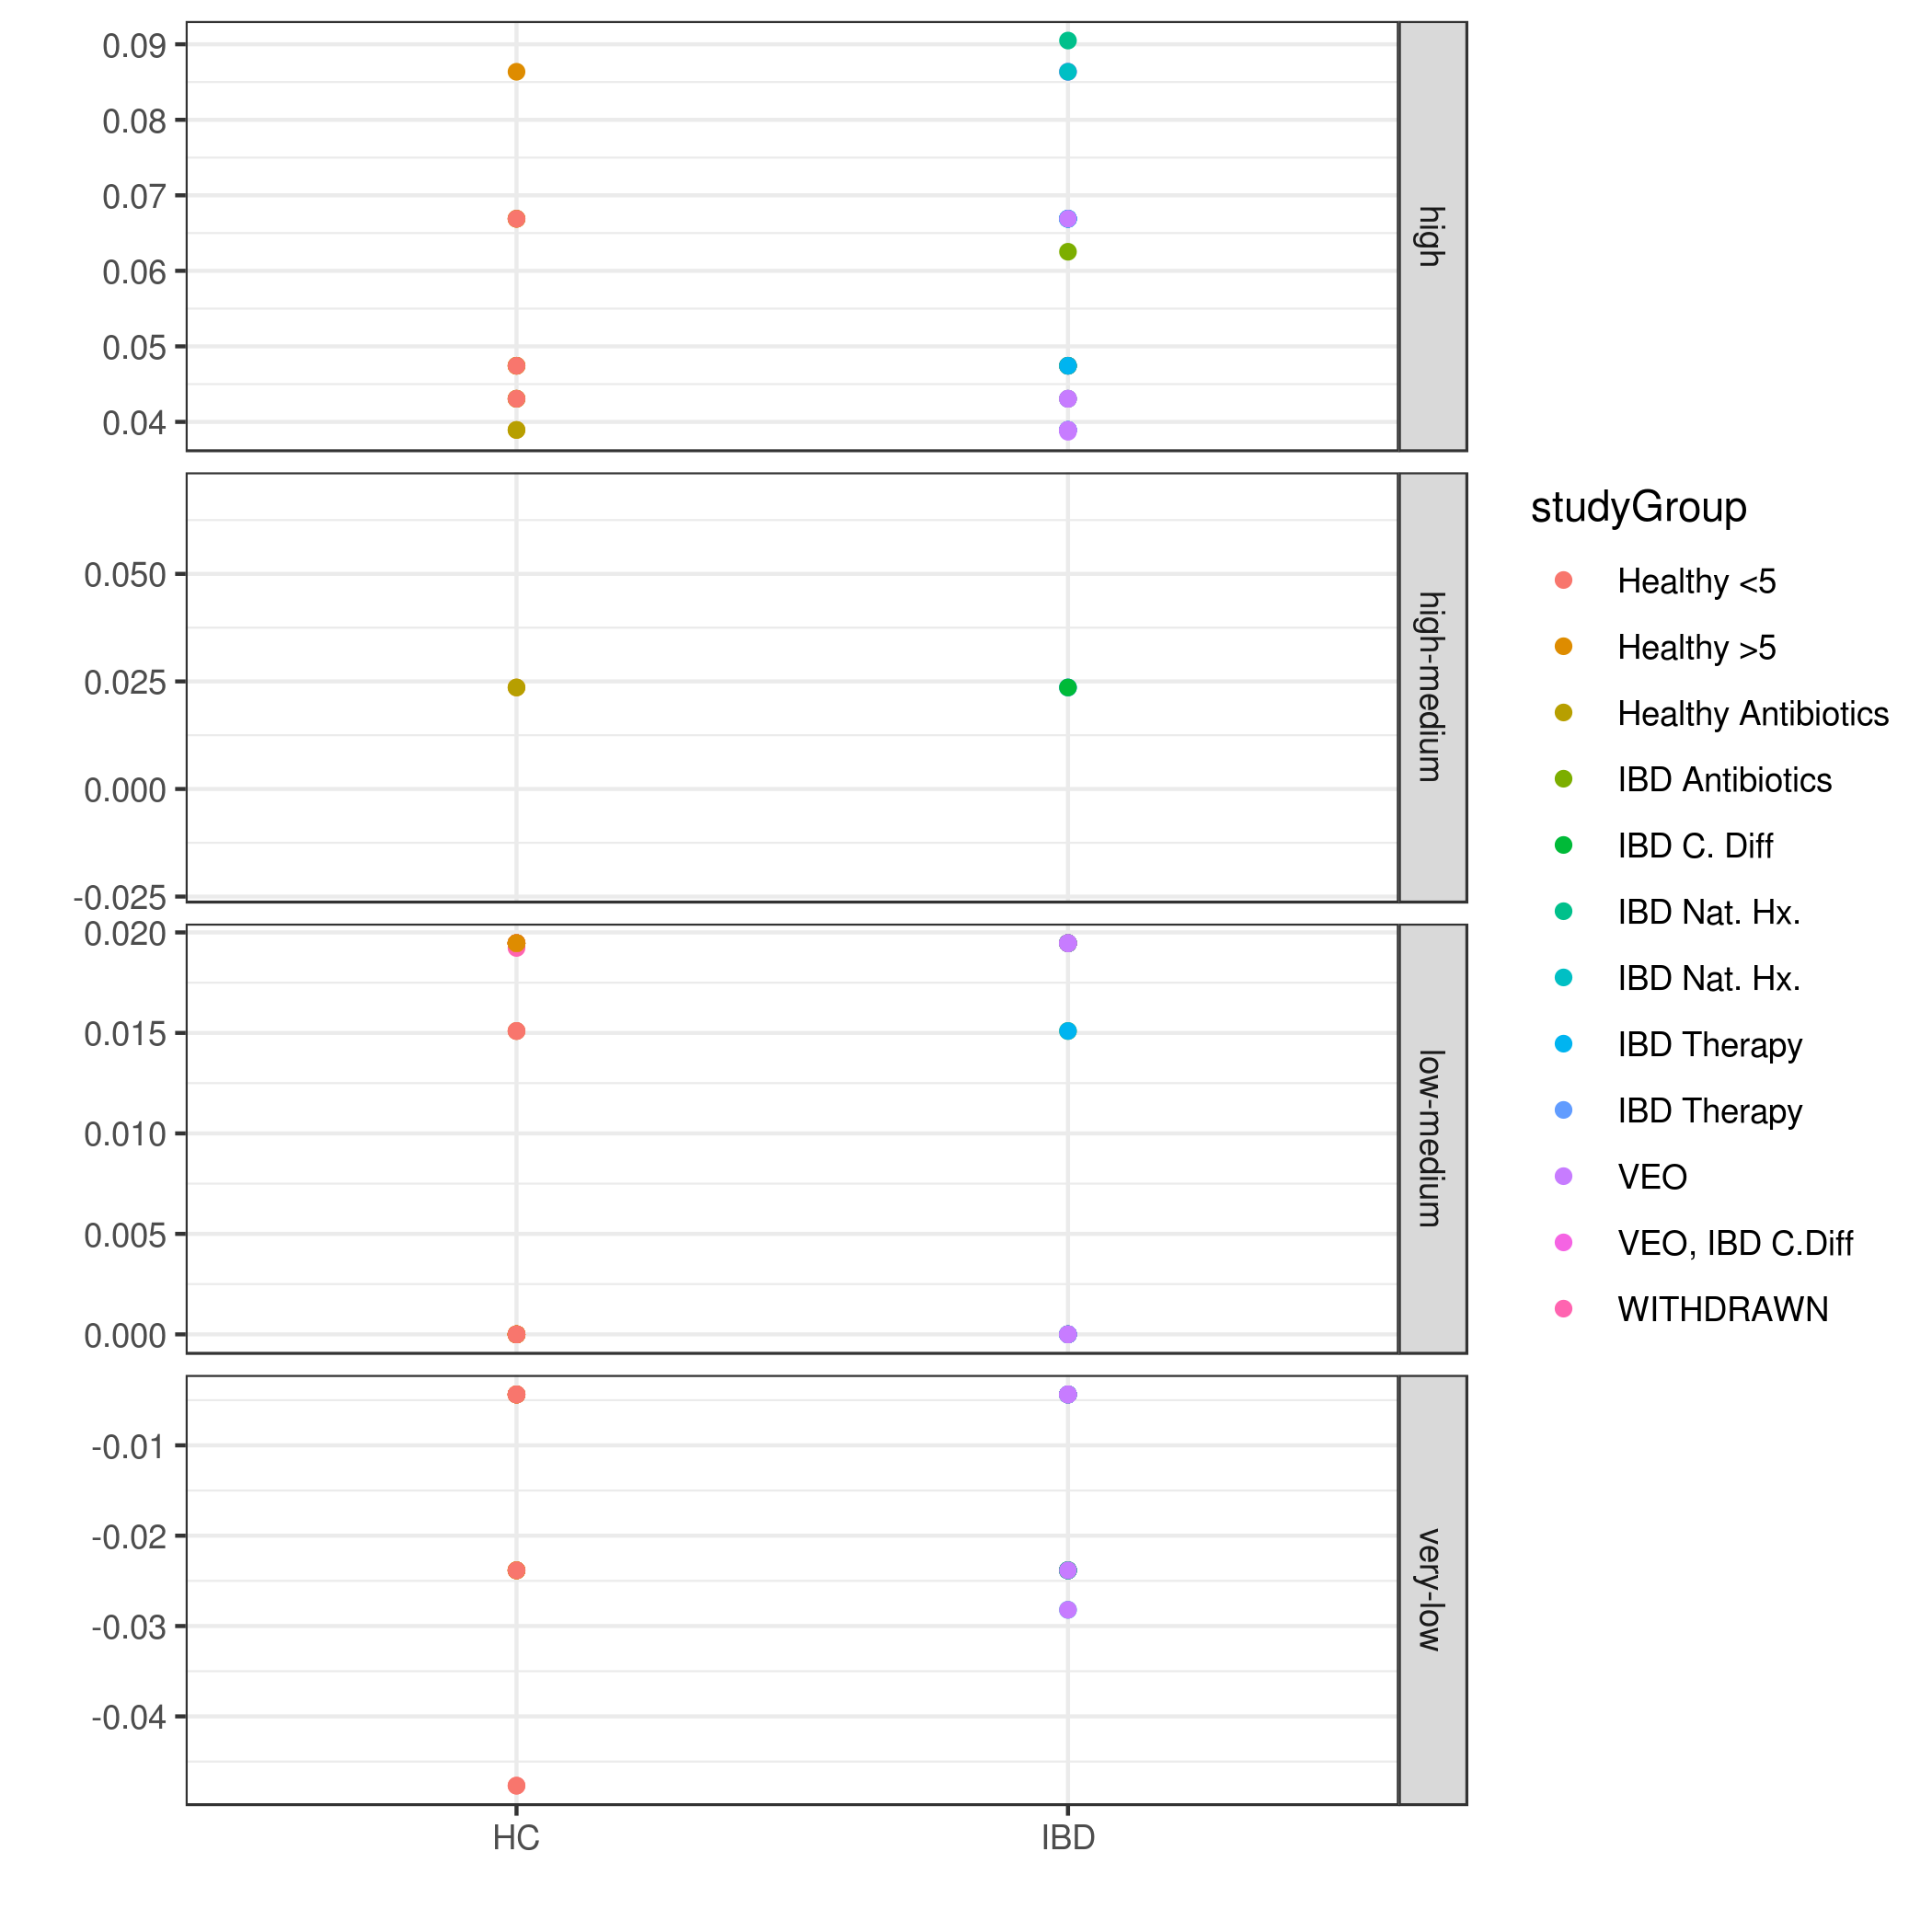 0.09
0.08
0.07
0.06
0.05
0.04
high
0.050
0.025
0.000
-0.025
high-medium
0.020
0.015
0.010
0.005
0.000
low-medium
-0.01
-0.02
-0.03
-0.04
very-low
HC
IBD
studyGroup
Healthy <5
Healthy >5
Healthy Antibiotics
IBD Antibiotics
IBD C. Diff
IBD Nat. Hx.
IBD Nat. Hx.
IBD Therapy
IBD Therapy
VEO
VEO, IBD C.Diff
WITHDRAWN